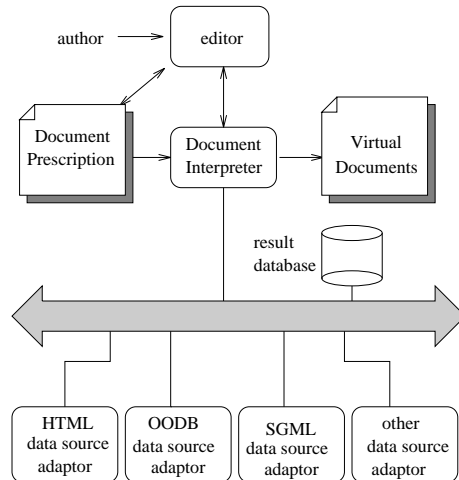 author
editor
Document
Prescription
Document
Interpreter
Virtual
Documents
result
database
HTML
data source
adaptor
OODB
data source
adaptor
SGML
data source
adaptor
other
data source
adaptor